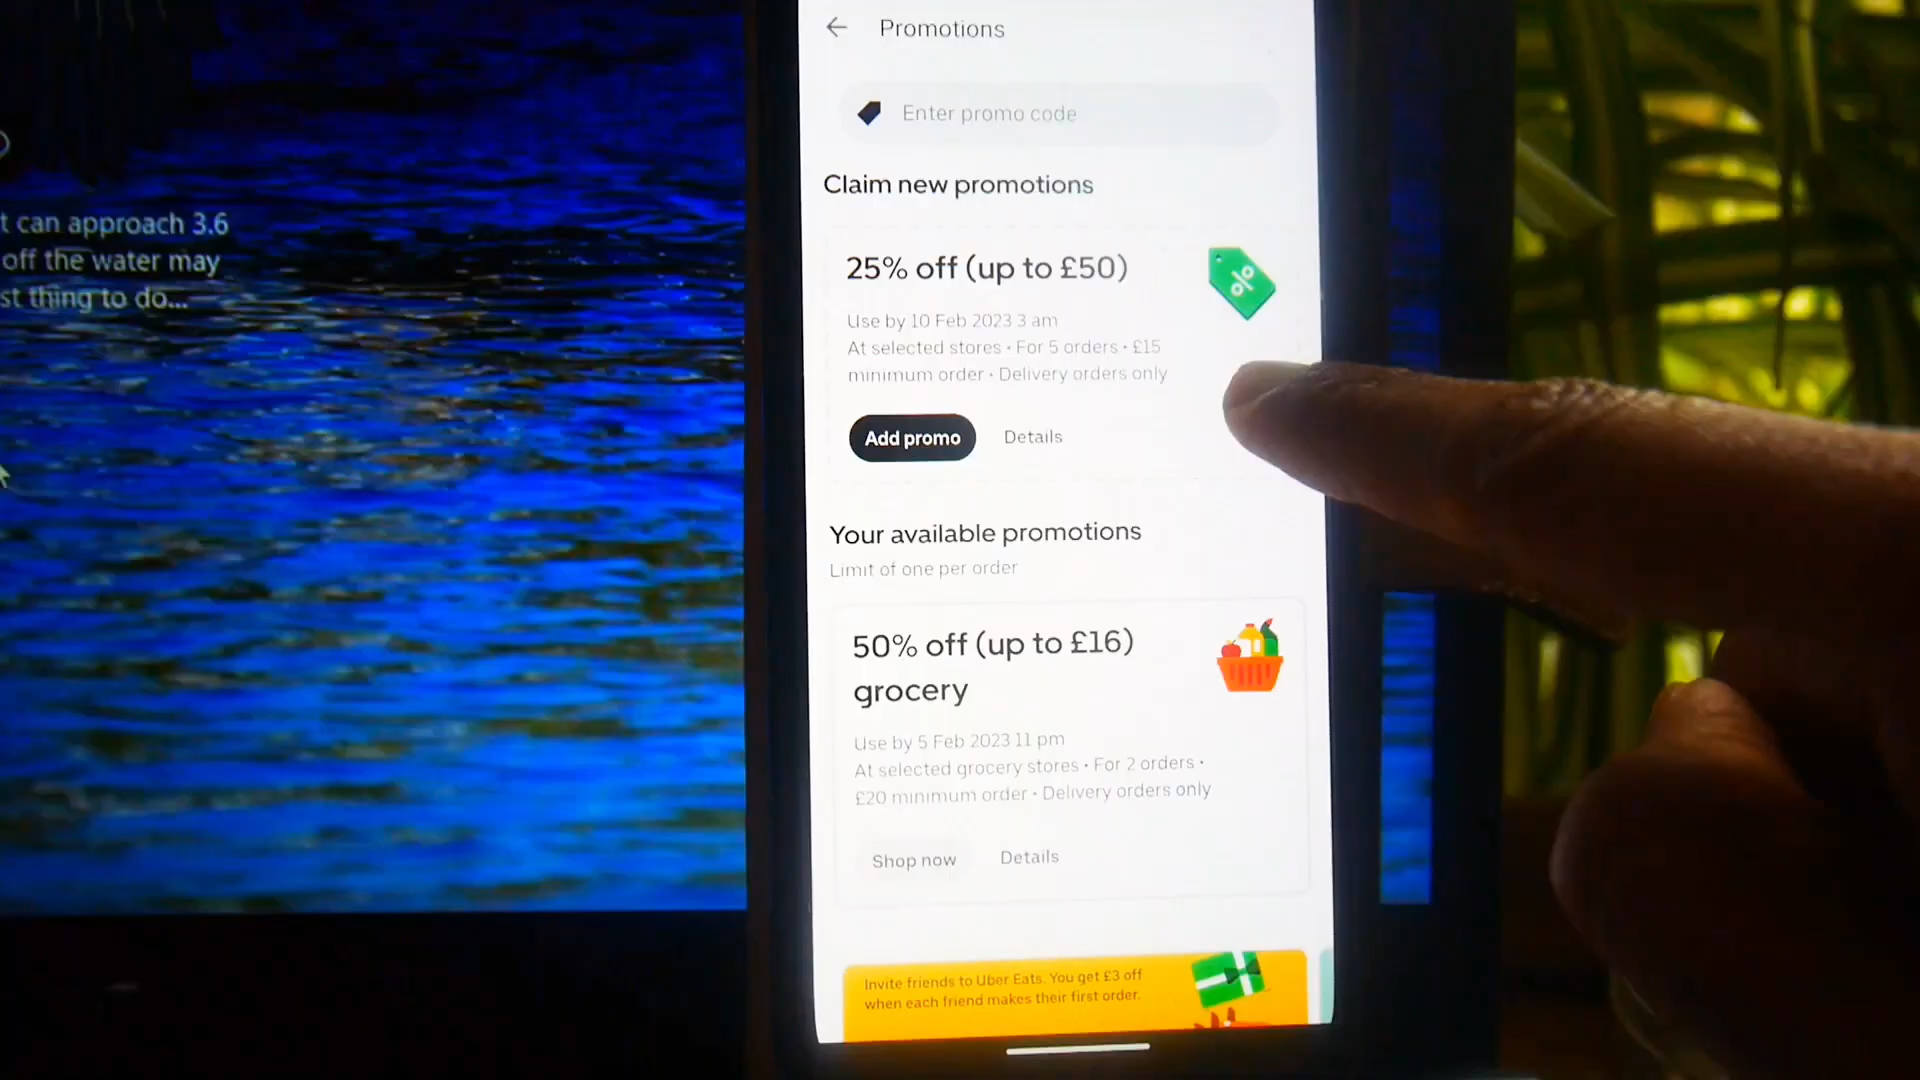 t can approach 3.6
off the water may
st thing to do...
Promotions
Enter promo code
Claim new promotions
25% off (up to £50)
%
Use by 10 Feb 2023 3 am
At selected stores • For 5 orders • £15
minimum order • Delivery orders only
Add promo
Details
Your available promotions
Limit of one per order
50% off (up to £16)
grocery
Use by 5 Feb 2023 11 pm
At selected grocery stores • For 2 orders •
£20 minimum order • Delivery orders only
Shop now
Details
Invite friends to Uber Eats. You get £3 off
when each friend makes their first order.